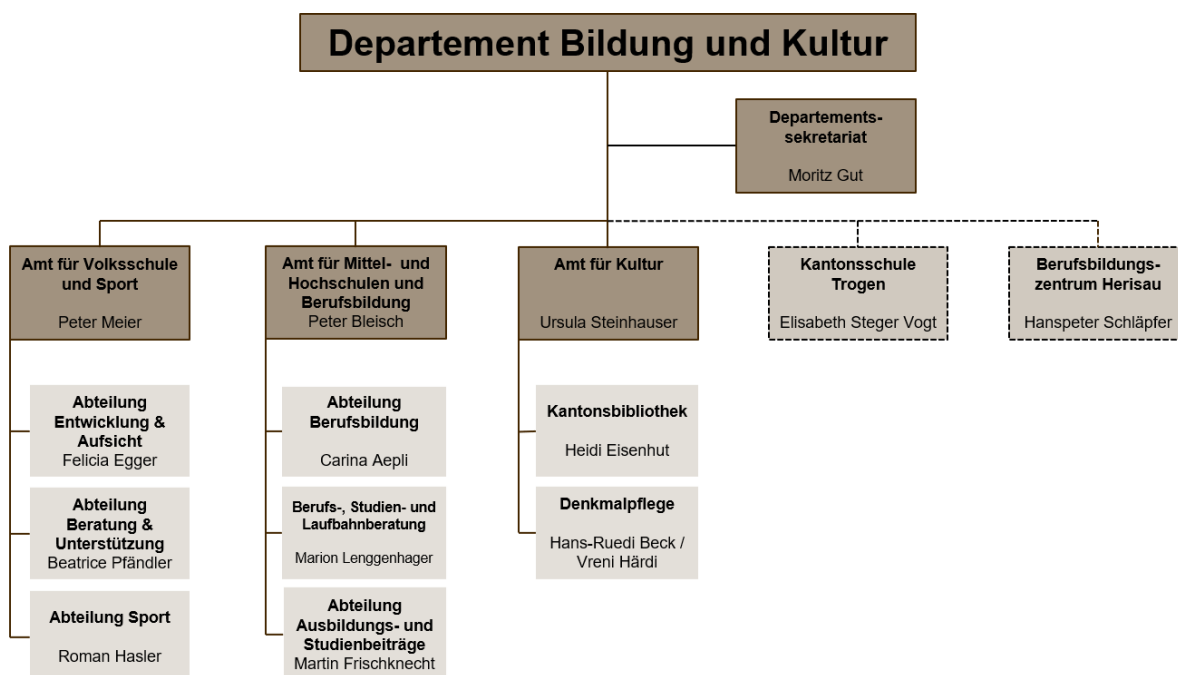 Departement Bildung und Kultur
Departements-
sekretariat
Moritz Gut
Amt für Volksschule
und Sport
Peter Meier
Amt für Mittel- und
Hochschulen und
Berufsbildung
Peter Bleisch
Amt für Kultur
Ursula Steinhauser
Kantonsschule
Trogen
Elisabeth Steger Vogt
Berufsbildungs-
zentrum Herisau
Hanspeter Schläpfer
Abteilung
Entwicklung &
Aufsicht
Felicia Egger
Abteilung
Berufsbildung
Carina Aepli
Kantonsbibliothek
Heidi Eisenhut
Abteilung
Beratung &
Unterstützung
Beatrice Pfändler
Berufs-, Studien- und
Laufbahnberatung
Marion Lenggenhager
Denkmalpflege
Hans-Ruedi Beck /
Vreni Härdi
Abteilung Sport
Roman Hasler
Abteilung
Ausbildungs- und
Studienbeiträge
Martin Frischknecht